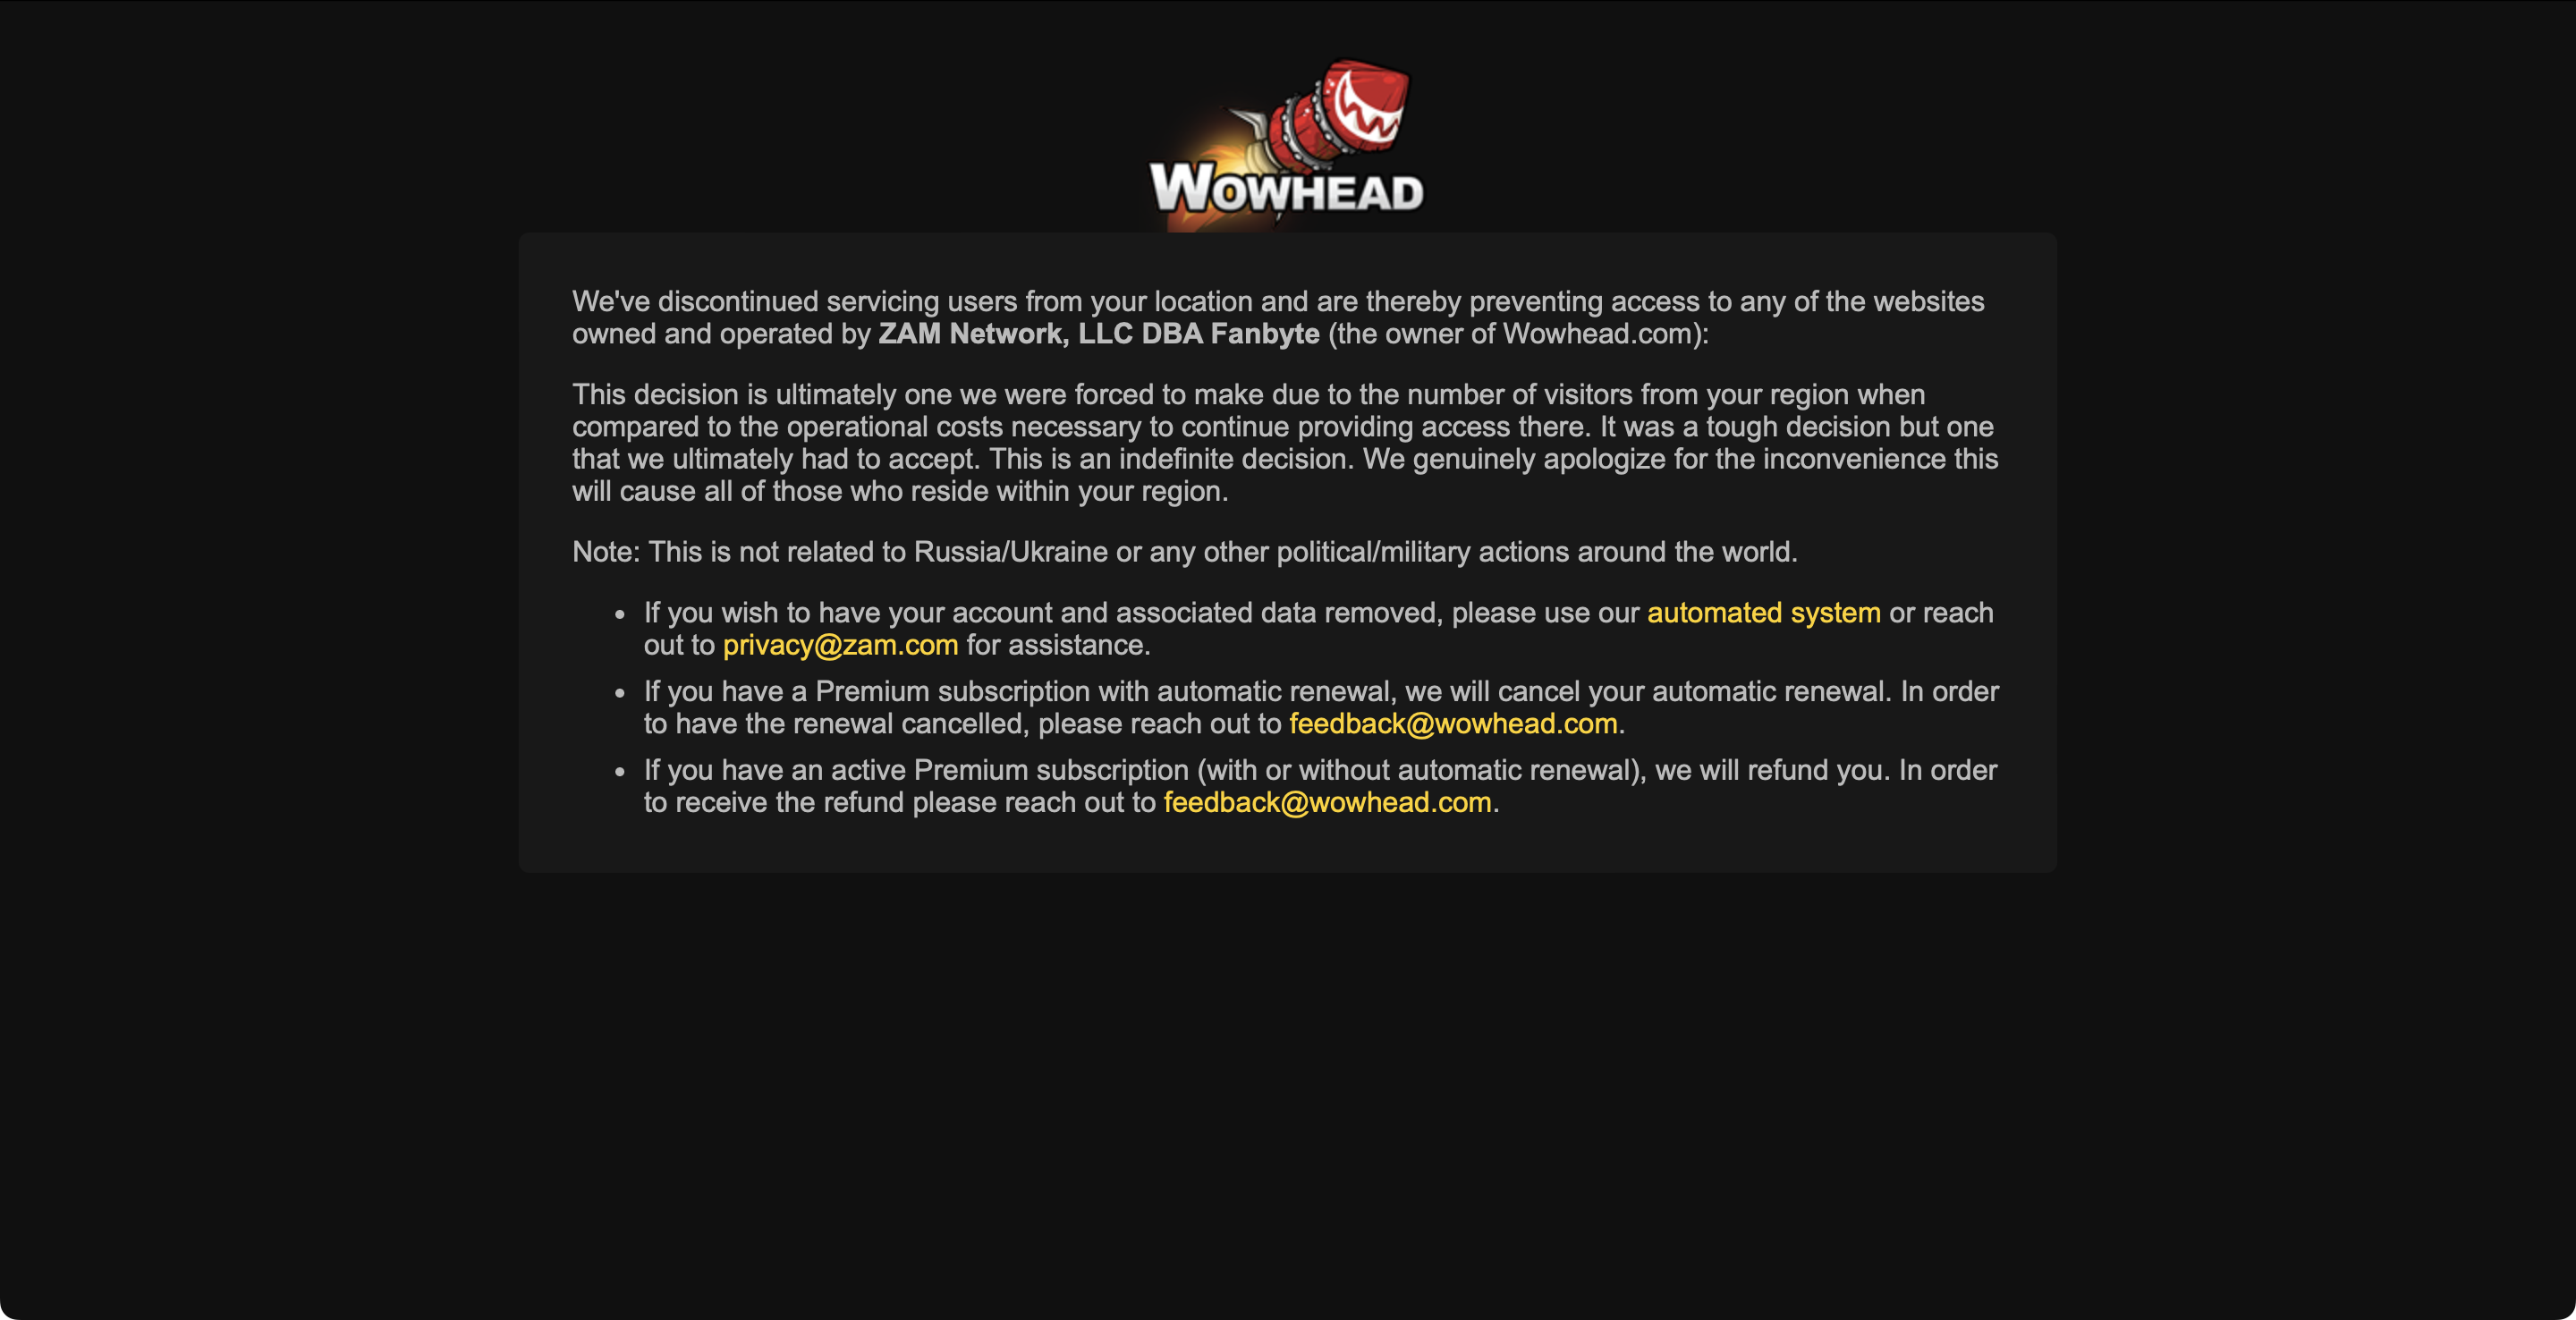 WOWHEAD
We've discontinued servicing users from your location and are thereby preventing access to any of the websites
owned and operated by ZAM Network, LLC DBA Fanbyte (the owner of Wowhead.com):
This decision is ultimately one we were forced to make due to the number of visitors from your region when
compared to the operational costs necessary to continue providing access there. It was a tough decision but one
that we ultimately had to accept. This is an indefinite decision. We genuinely apologize for the inconvenience this
will cause all of those who reside within your region.
Note: This is not related to Russia/Ukraine or any other political/military actions around the world.
• If you wish to have your account and associated data removed, please use our automated system or reach
out to privacy@zam.com for assistance.
• If you have a Premium subscription with automatic renewal, we will cancel your automatic renewal. In order
to have the renewal cancelled, please reach out to feedback@wowhead.com.
• If you have an active Premium subscription (with or without automatic renewal), we will refund you. In order
to receive the refund please reach out to feedback@wowhead.com.